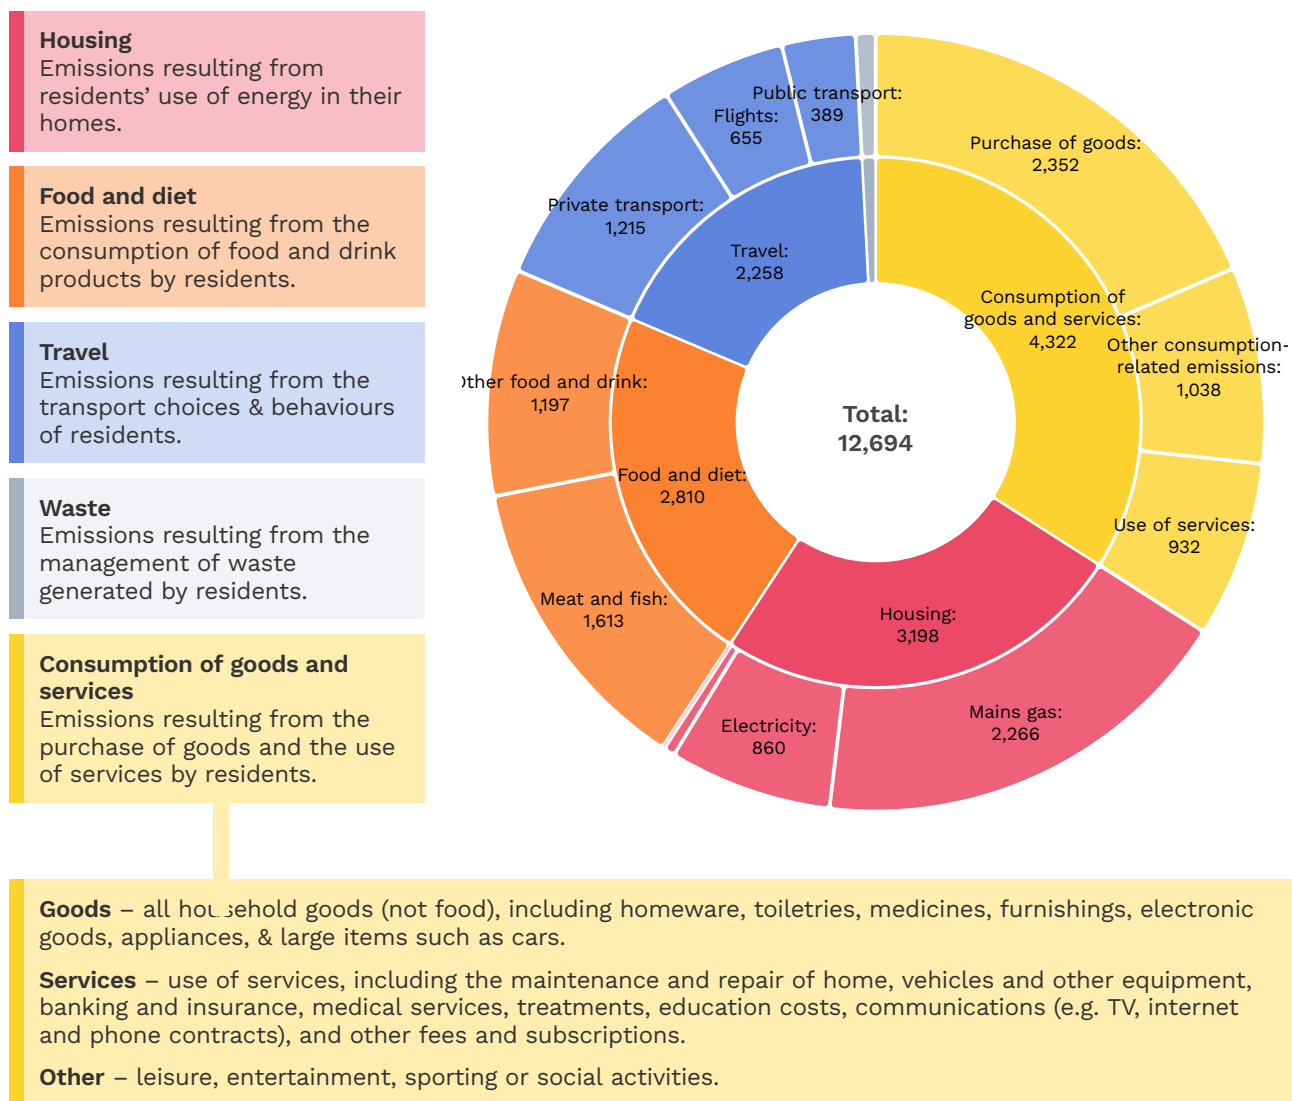 Housing
Emissions resulting from
residents’ use of energy in their
homes.
Food and diet
Emissions resulting from the
consumption of food and drink
products by residents.
Travel
Emissions resulting from the
transport choices & behaviours
of residents.
Waste
Emissions resulting from the
management of waste
generated by residents.
Consumption of goods and
services
Emissions resulting from the
purchase of goods and the use
of services by residents.
Public transport:
389
Flights:
655
Purchase of goods:
2,352
Private transport:
1,215
Travel:
2,258
Consumption of
goods and services:
4,322
Other consumption-
related emissions:
1,038
Other food and drink:
1,197
Total:
12,694
Food and diet:
2,810
Use of services:
932
Meat and fish:
1,613
Housing:
3,198
Electricity:
860
Mains gas:
2,266
Goods – all household goods (not food), including homeware, toiletries, medicines, furnishings, electronic
goods, appliances, & large items such as cars.
Services – use of services, including the maintenance and repair of home, vehicles and other equipment,
banking and insurance, medical services, treatments, education costs, communications (e.g. TV, internet
and phone contracts), and other fees and subscriptions.
Other – leisure, entertainment, sporting or social activities.